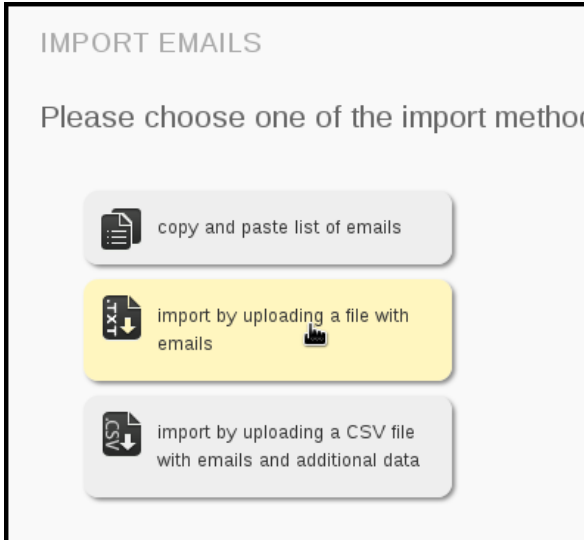 IMPORT EMAILS
Please choose one of the import
copy and paste list of emails
.TXT
import by uploading a file with
emails
.CSV
import by uploading a CSV file
with emails and additional data